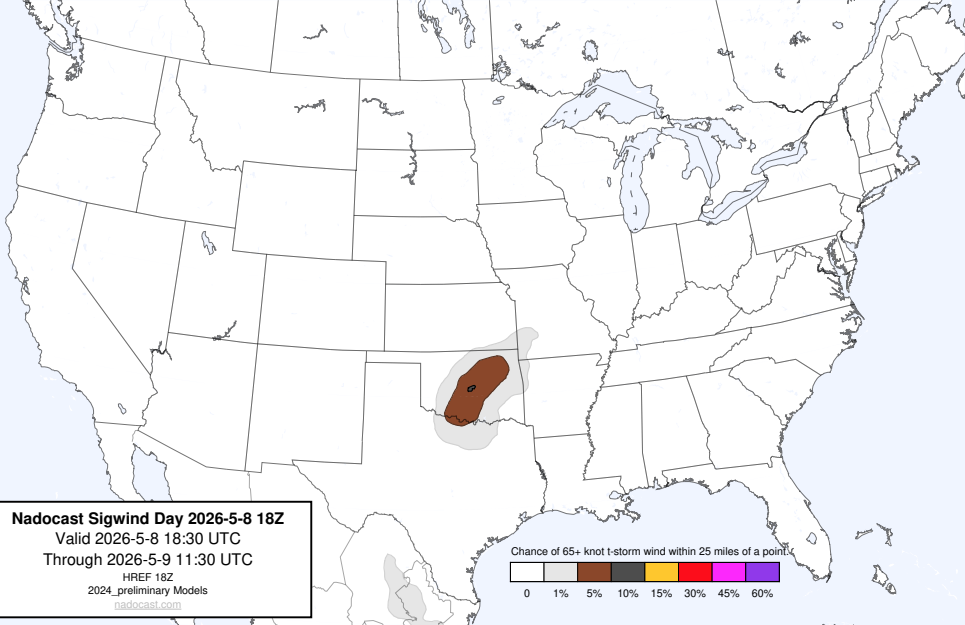 Nadocast Sigwind Day 2026-5-8 18Z
Valid 2026-5-8 18:30 UTC
Through 2026-5-9 11:30 UTC
HREF 18Z
2024_preliminary Models
nadocast.com
Chance of 65+ knot t-storm wind within 25 miles of a point.
0 1% 5% 10% 15% 30% 45% 60%